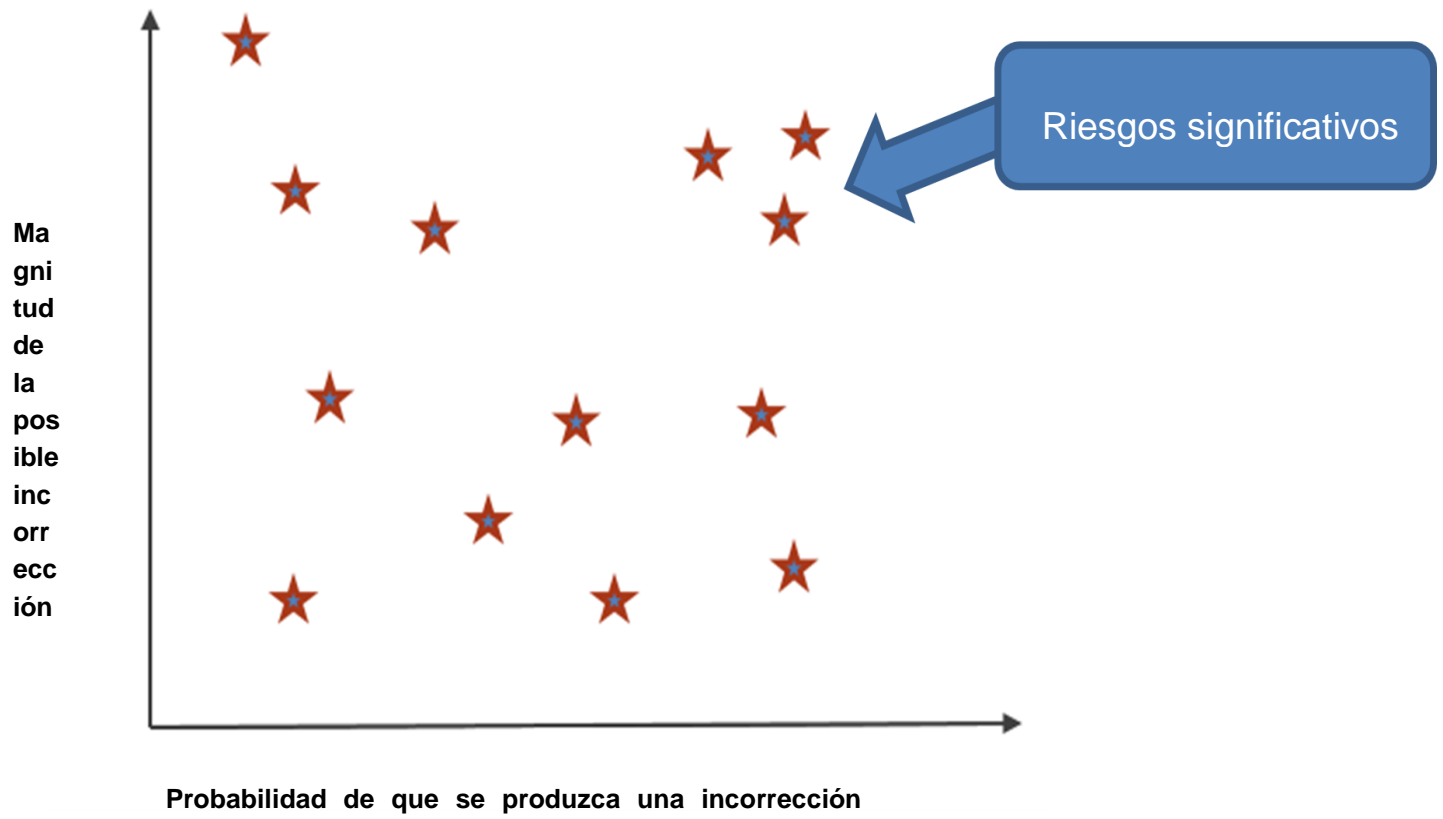 Riesgos significativos
Ma
gni
tud
de
la
pos
ible
inc
orr
ecc
ión
Probabilidad de que se produzca una incorrección